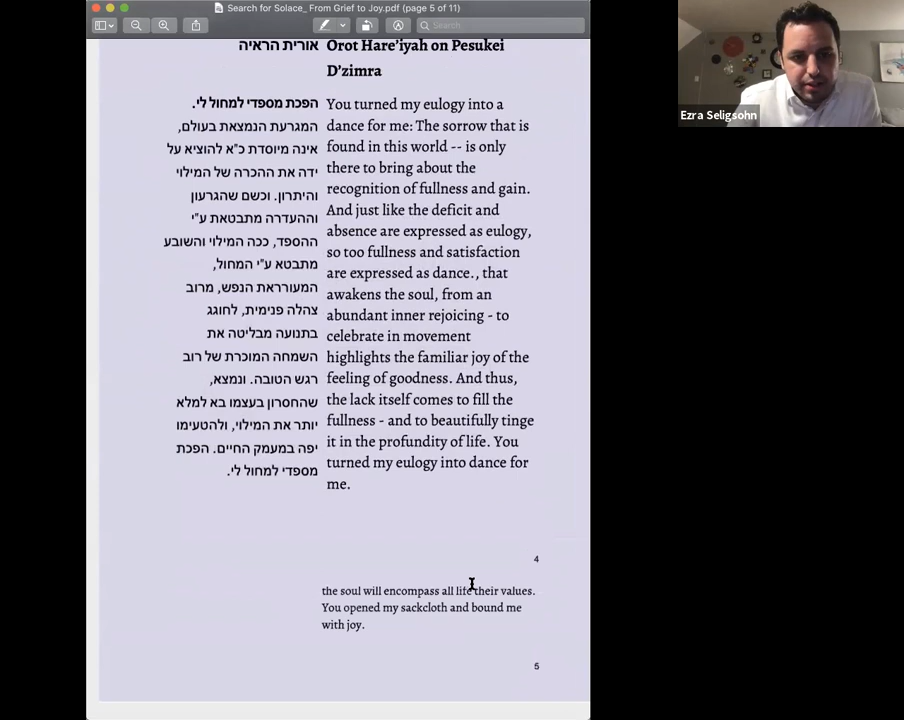 Search for Solace_ From Grief to Joy.pdf (page 5 of 11)
Search
Ezra Seligsohn
אורית הראיה
הפכת מספדי למחול לי.
המגרעת הנמצאת בעולם,
אינה מיוסדת כ"א להוציא על
ידה את ההכרה של המילוי
והיתרון. וכשם שהגרעון
וההעדרה מתבטאת ע"י
ההספד, ככה המילוי והשובע
מתבטא ע"י המחול,
המעורראת הנפש, מרוב
צהלה פנימית, לחוגג
בתנועה מבליטה את
השמחה המוכרת של רוב
רגש הטובה. ונמצא,
שהחסרון בעצמו בא למלא
יותר את המילוי, ולהטעימו
יפה במעמק החיים. הפכת
מספדי למחול לי.
Orot Hare'iyah on Pesukei
D'zimra
You turned my eulogy into a
dance for me: The sorrow that is
found in this world -- is only
there to bring about the
recognition of fullness and gain.
And just like the deficit and
absence are expressed as eulogy,
so too fullness and satisfaction
are expressed as dance., that
awakens the soul, from an
abundant inner rejoicing - to
celebrate in movement
highlights the familiar joy of the
feeling of goodness. And thus,
the lack itself comes to fill the
fullness - and to beautifully tinge
it in the profundity of life. You
turned my eulogy into dance for
me.
4
the soul will encompass all life their values.
You opened my sackcloth and bound me
with joy.
5